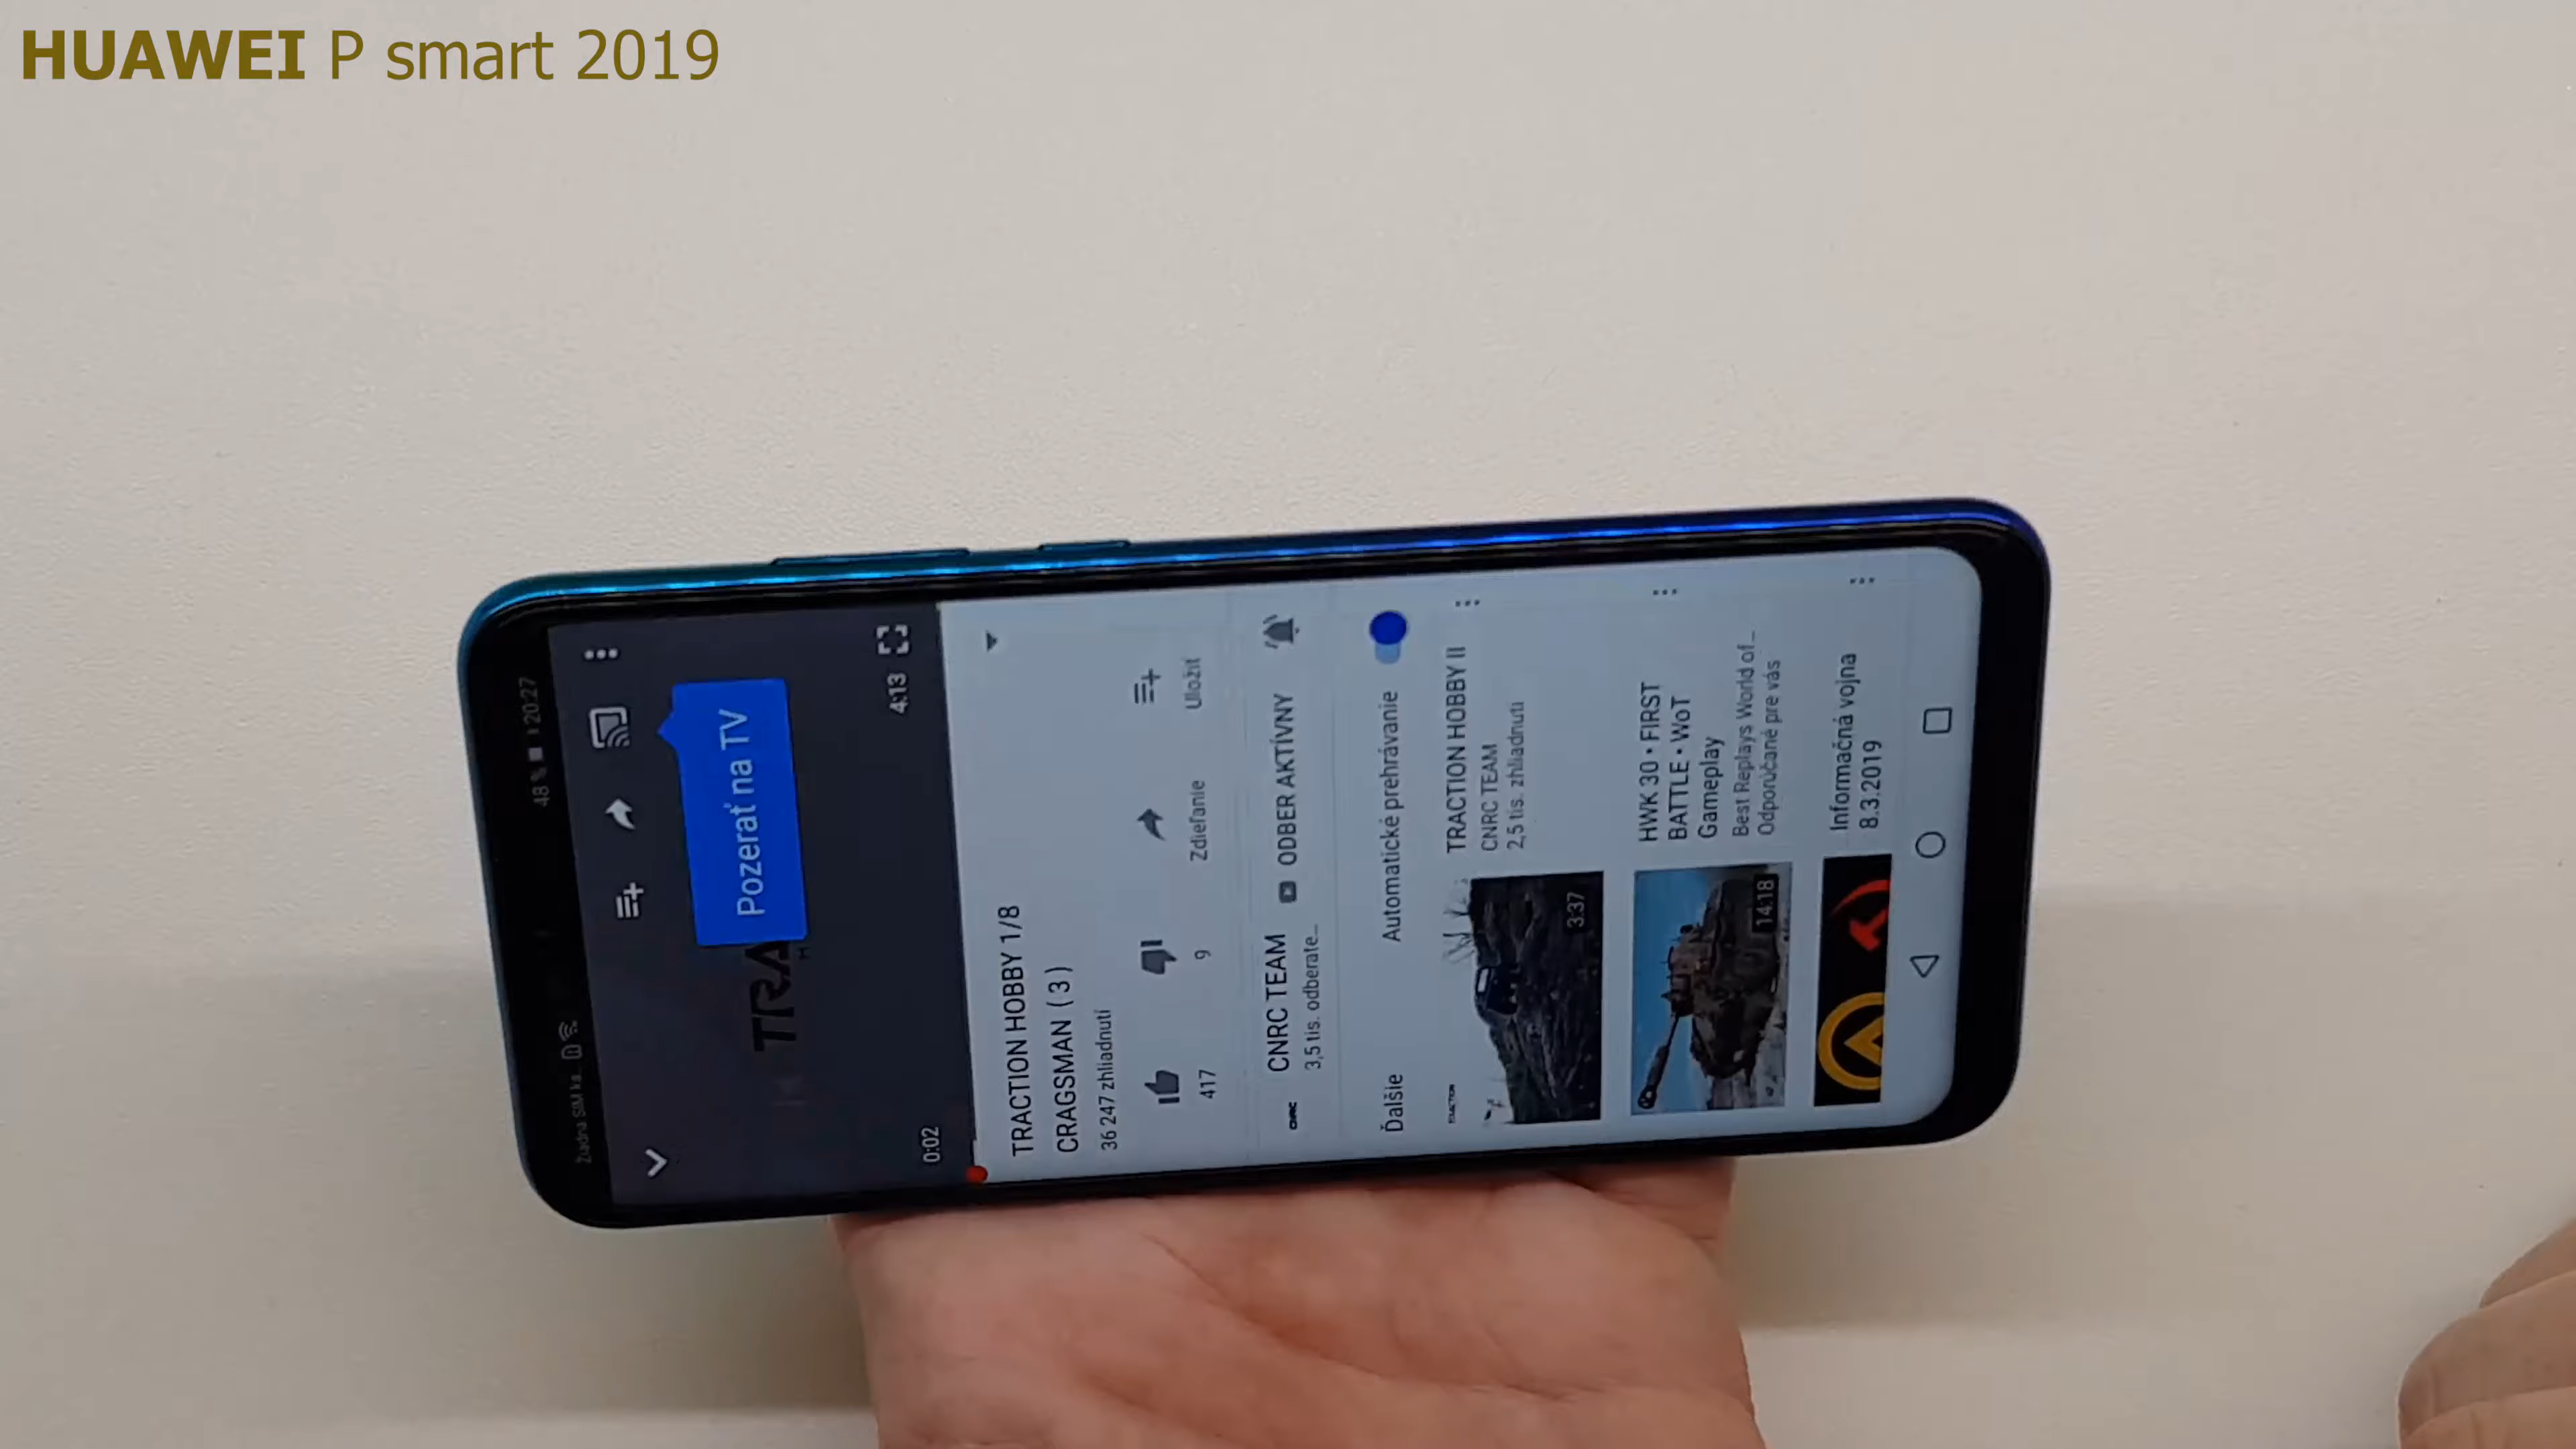 HUAWEI P smart 2019
48 %
20:27
Pozerať na TV
TRA
0:02
4:13
TRACTION HOBBY 1/8
CRAGSMAN ( 3 )
36 247 zhliadnutí
417
9
Zdieľanie
Uložiť
CNRC TEAM
3,5 tis. odberate...
ODBER AKTÍVNY
Ďalšie
Automatické prehrávanie
3:37
TRACTION HOBBY II
CNRC TEAM
2,5 tis. zhliadnutí
14:18
HWK 30 • FIRST
BATTLE • WoT
Gameplay
Best Replays World of...
Odporúčané pre vás
Informačná vojna
8.3.2019